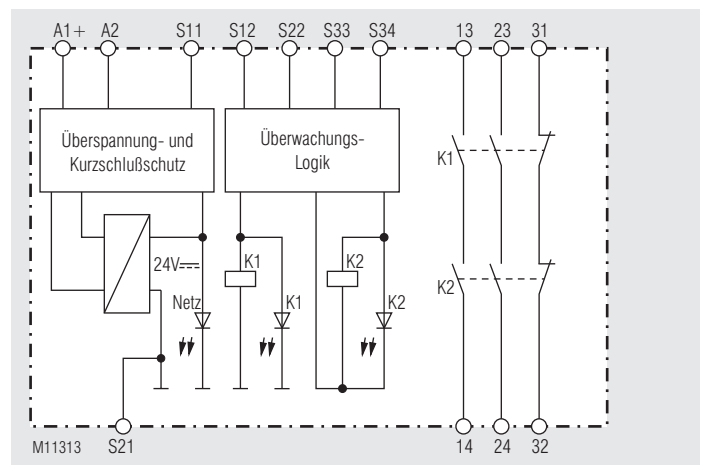 A1+ A2 S11 S12 S22 S33 S34 13 23 31
Überspannung- und
Kurzschlußschutz
Überwachungs-
Logik
K1
24V⎓ K1 K2 K2
Netz K1 K2
M11313 S21 14 24 32